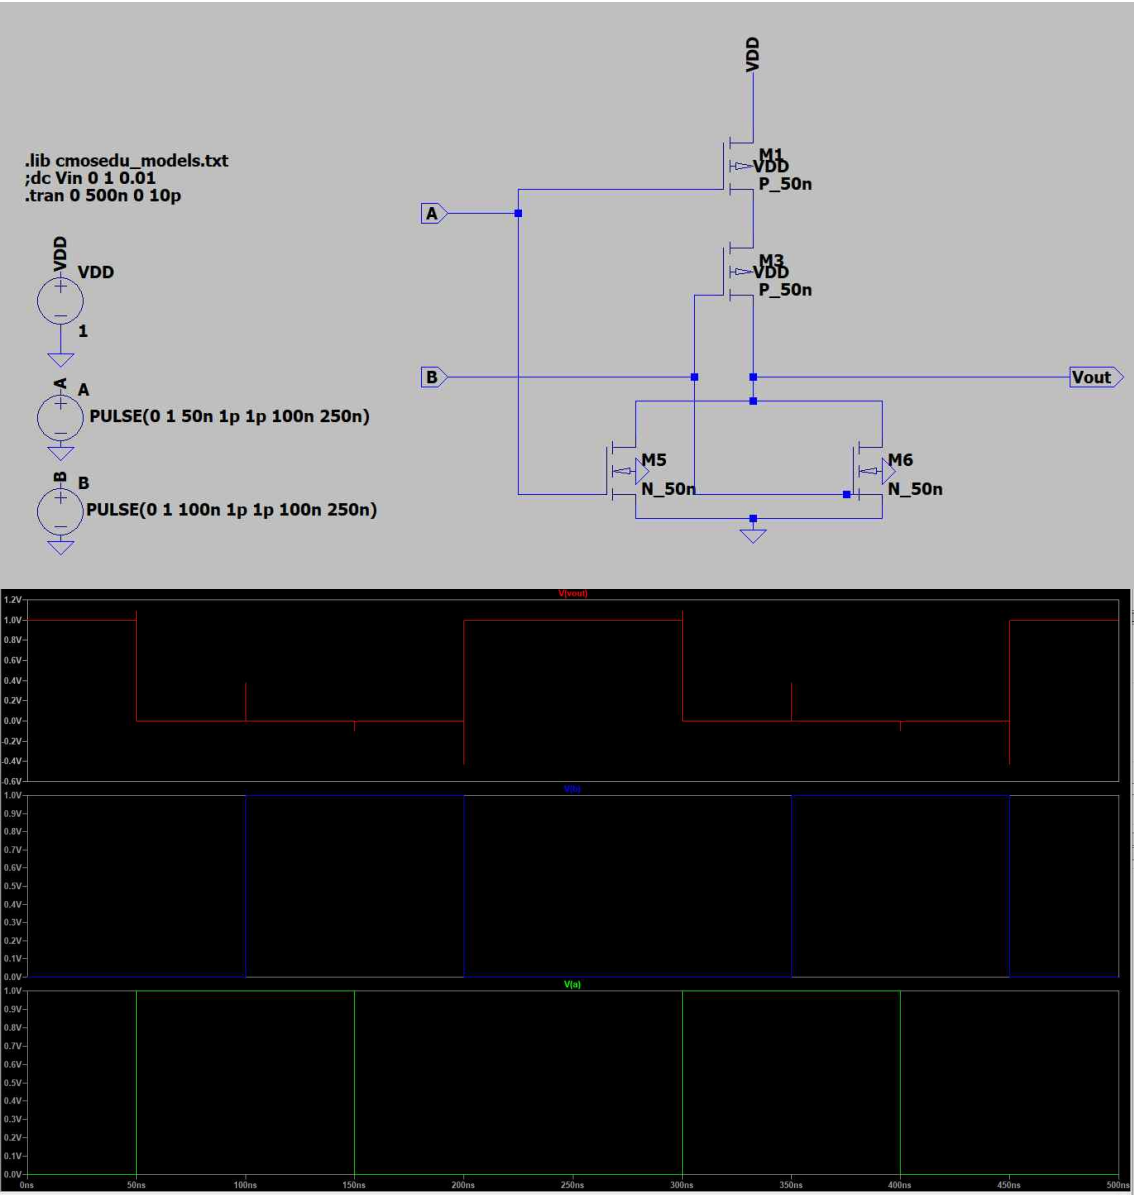 VDD
.lib cmosedu_models.txt
;dc Vin 0 1 0.01
.tran 0 500n 0 10p
M1
VDD
P_50n
A
VDD
VDD
1
M3
VDD
P_50n
B
Vout
A
A
PULSE(0 1 50n 1p 1p 100n 250n)
B
B
PULSE(0 1 100n 1p 1p 100n 250n)
M5
N_50n
M6
N_50n
V(vout)
1.2V
1.0V
0.8V
0.6V
0.4V
0.2V
0.0V
-0.2V
-0.4V
-0.6V
V(b)
1.0V
0.9V
0.8V
0.7V
0.6V
0.5V
0.4V
0.3V
0.2V
0.1V
0.0V
V(a)
1.0V
0.9V
0.8V
0.7V
0.6V
0.5V
0.4V
0.3V
0.2V
0.1V
0.0V
0ns 50ns 100ns 150ns 200ns 250ns 300ns 350ns 400ns 450ns 500ns